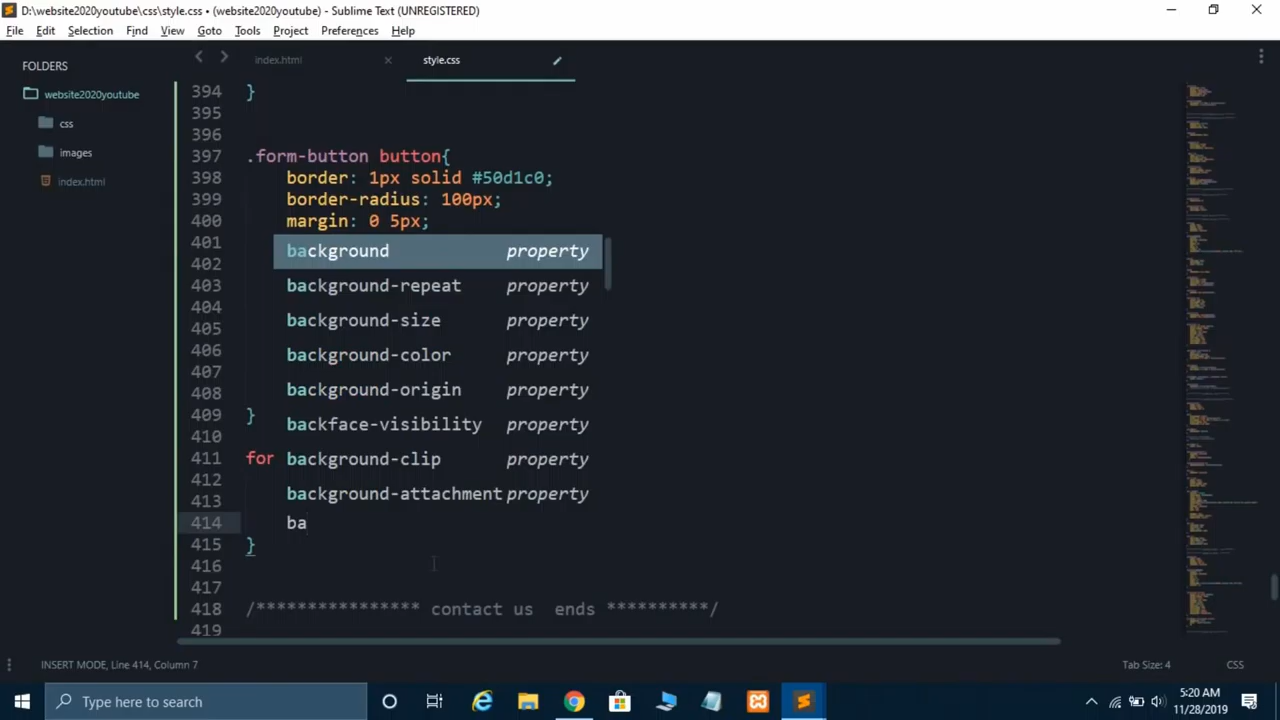 D:\website2020youtube\css\style.css • (website2020youtube) - Sublime Text (UNREGISTERED)
File Edit Selection View Goto Tools Project Preferences Help
FOLDERS
website2020youtube
css
images
index.html
index.html
style.css
394 }
395
396
397 .form-button button{
398 border: 1px solid #50d1c0;
399 border-radius: 100px;
400 margin: 0 5px;
401
402
403
404
405
406
407
408
409 }
410
411 for
412
413
414 ba
415 }
416
417
418 /**************** contact us  ends **********/
419
background property
background-repeat property
background-size property
background-color property
background-origin property
backface-visibility property
background-clip property
background-attachment property
INSERT MODE, Line 414, Column 7
Tab Size: 4
CSS
Type here to search
5:20 AM
11/28/2019